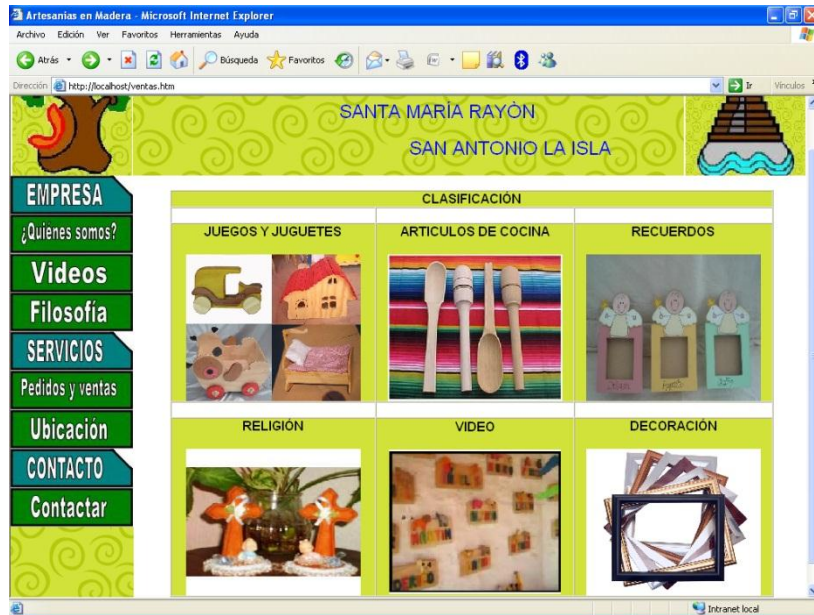 Artesanias en Madera - Microsoft Internet Explorer
Archivo Edición Ver Favoritos Herramientas Ayuda
Atrás Búsqueda Favoritos
Dirección http://localhost/ventas.htm Ir Vínculos
SANTA MARÍA RAYÒN
SAN ANTONIO LA ISLA
EMPRESA
¿Quiènes somos?
Videos
Filosofía
SERVICIOS
Pedidos y ventas
Ubicación
CONTACTO
Contactar
CLASIFICACIÓN
JUEGOS Y JUGUETES ARTICULOS DE COCINA RECUERDOS
RELIGIÓN VIDEO DECORACIÓN
Intranet local